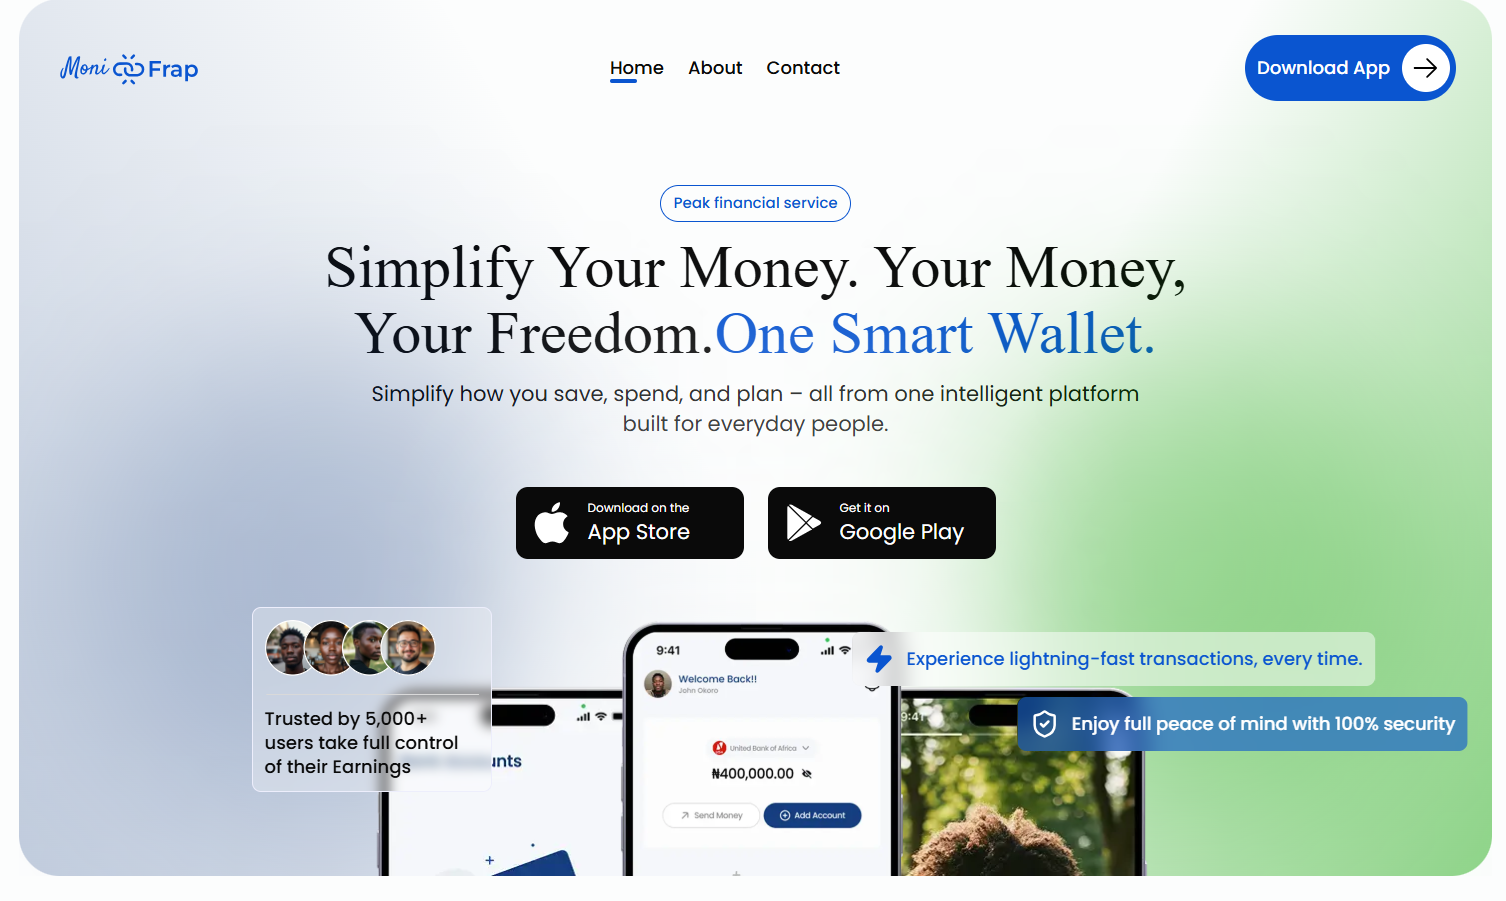 Moni Frap
Home About Contact
Download App
Peak financial service
Simplify Your Money. Your Money,
Your Freedom.One Smart Wallet.
Simplify how you save, spend, and plan – all from one intelligent platform
built for everyday people.
Download on the
App Store
Get it on
Google Play
Trusted by 5,000+
users take full control
of their Earnings
unts
9:41
Welcome Back!!
John Okoro
United Bank of Africa
₦400,000.00
Send Money
Add Account
Experience lightning-fast transactions, every time.
9:41
Enjoy full peace of mind with 100% security